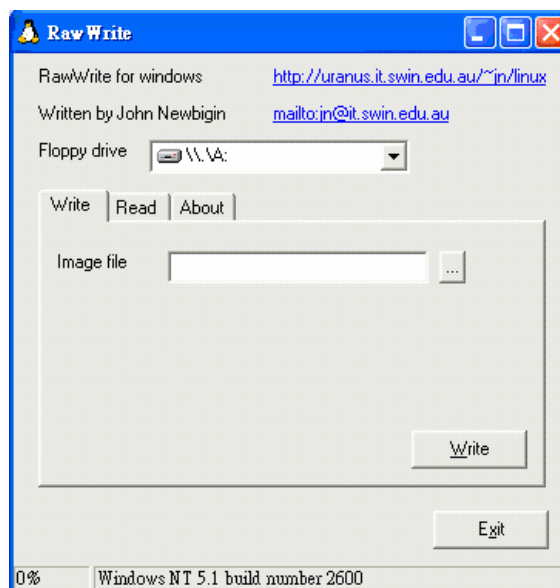 RawWrite
RawWrite for windows http://uranus.it.swin.edu.au/~jn/linux
Written by John Newbigin mailto:jn@it.swin.edu.au
Floppy drive \\.\A:
Write Read About
Image file ...
Write
Exit
0% Windows NT 5.1 build number 2600